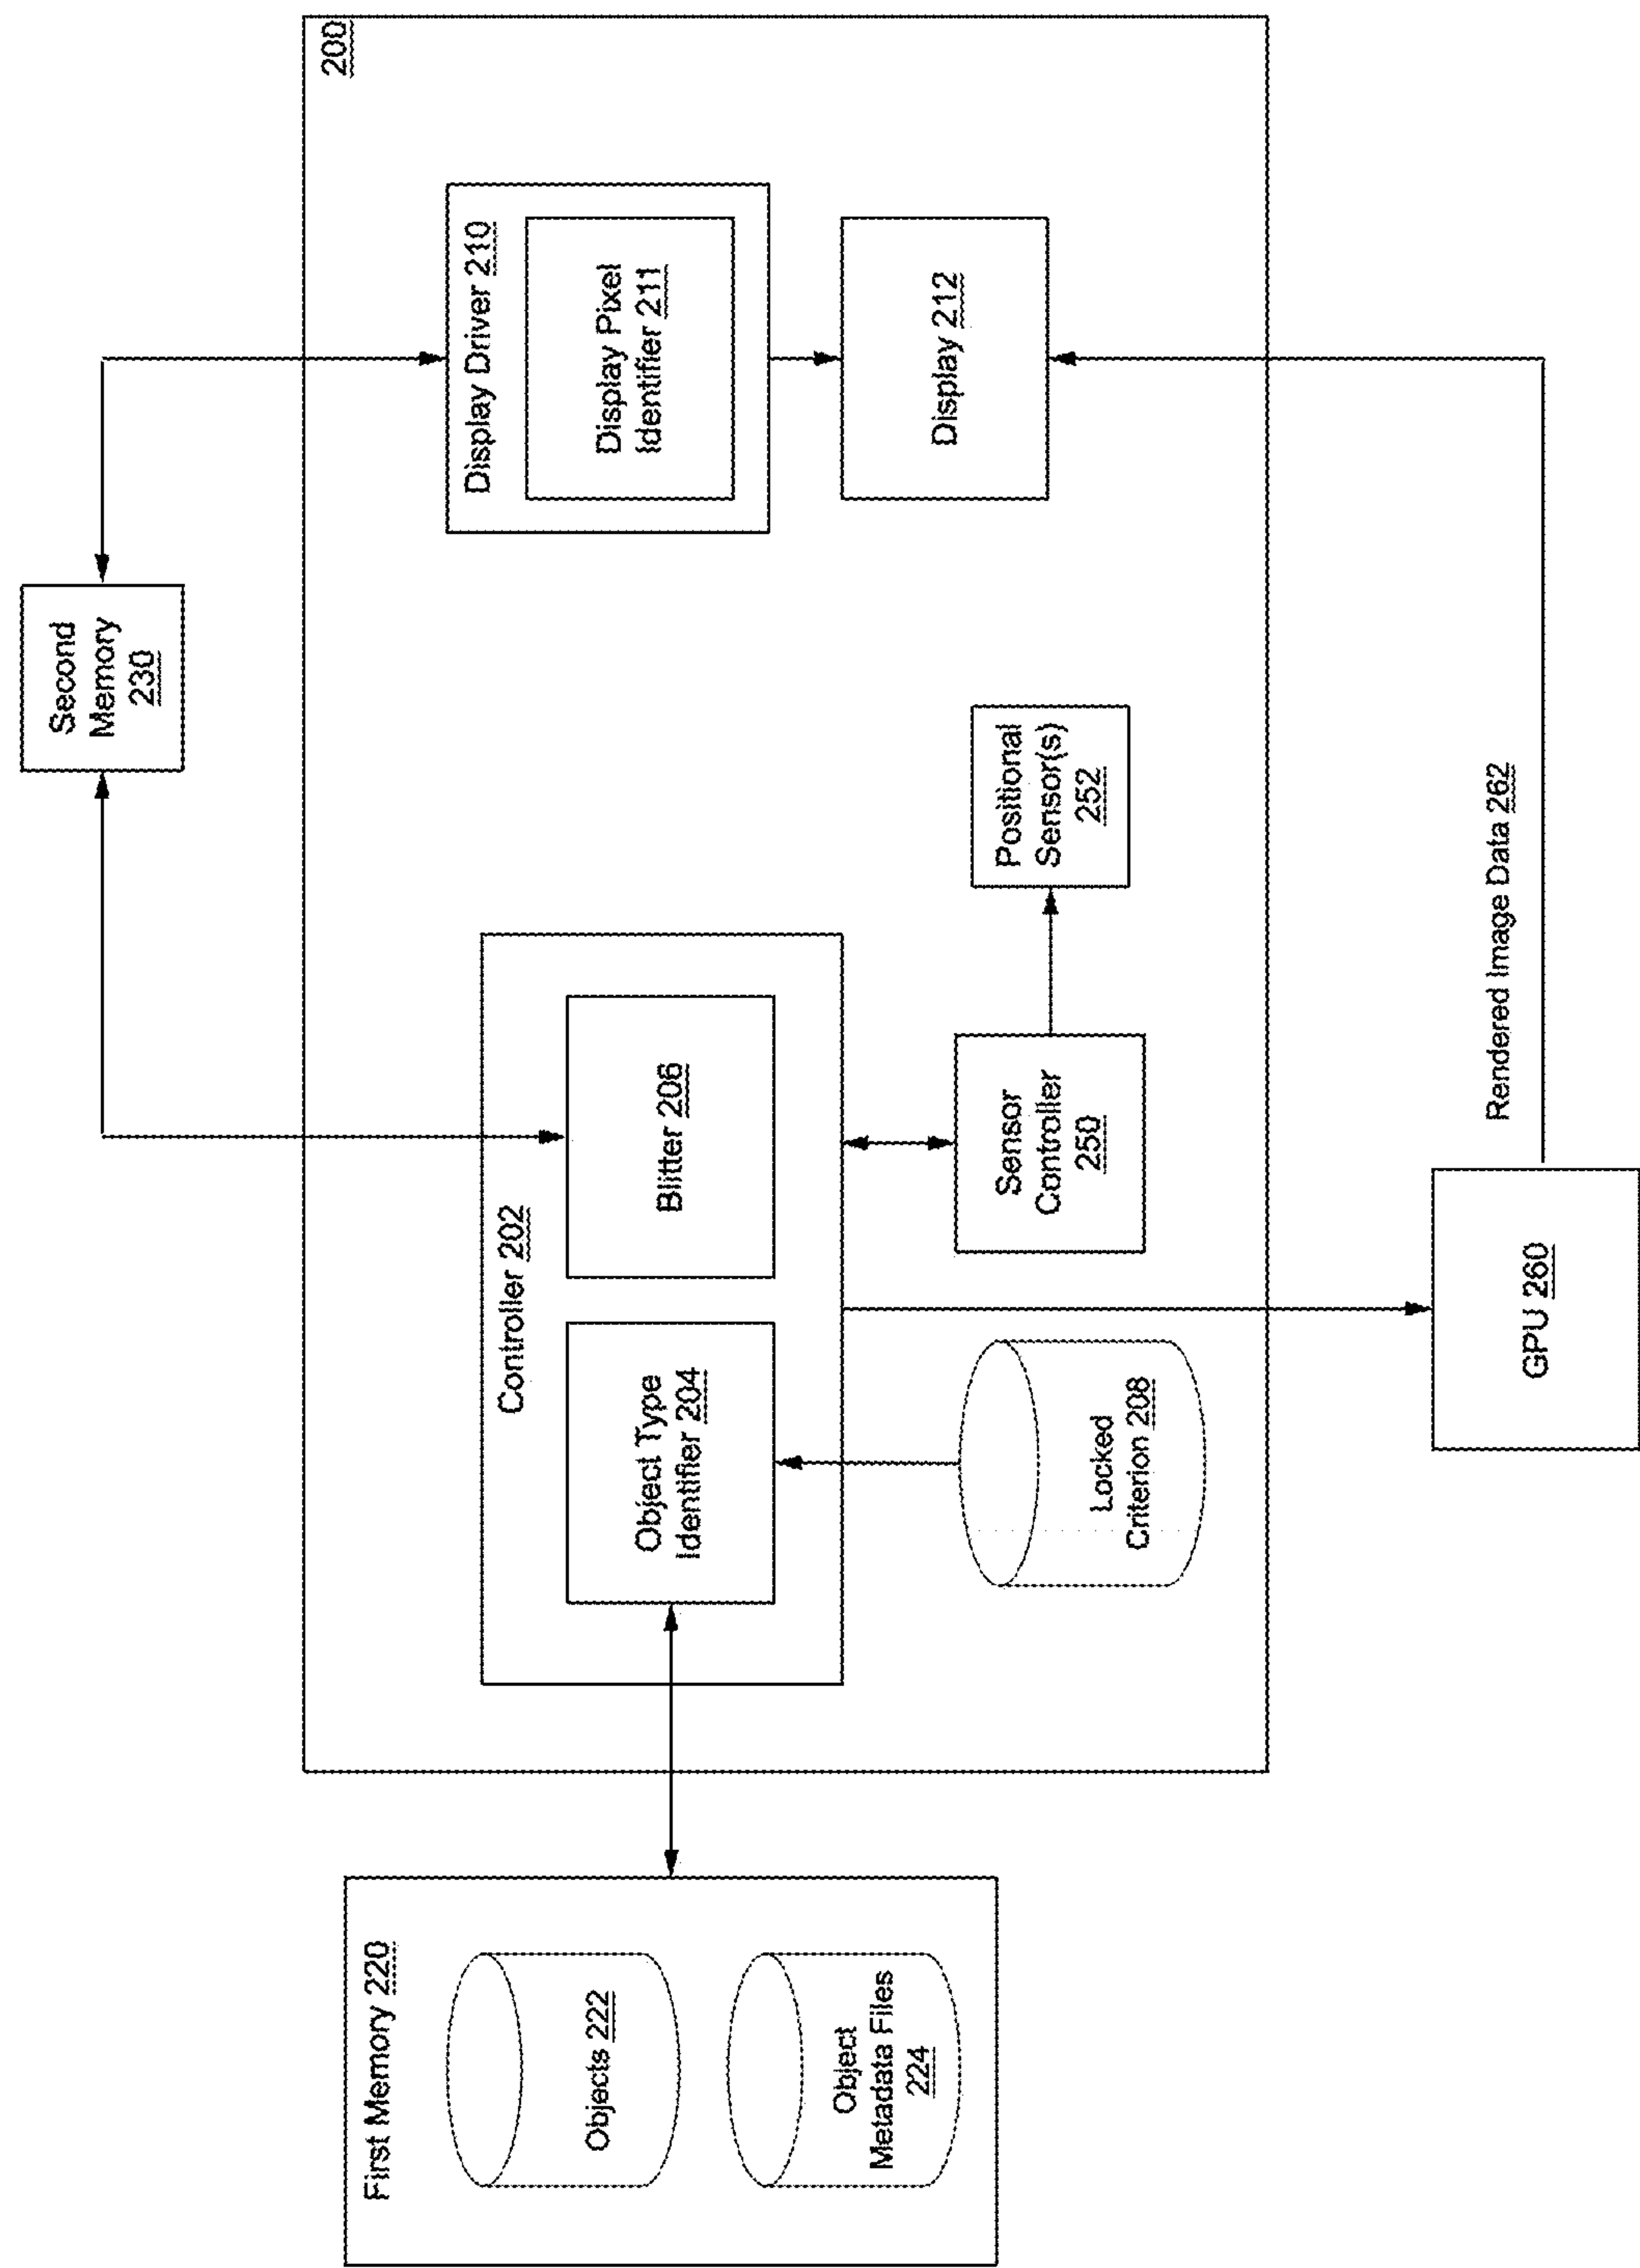 200
First Memory 220
Objects 222
Object
Metadata Files
224
Controller 202
Object Type
Identifier 204
Blitter 206
Locked
Criterion 208
Sensor
Controller
250
Positional
Sensor(s)
252
Second
Memory
230
Display Driver 210
Display Pixel
Identifier 211
Display 212
GPU 260
Rendered Image Data 262